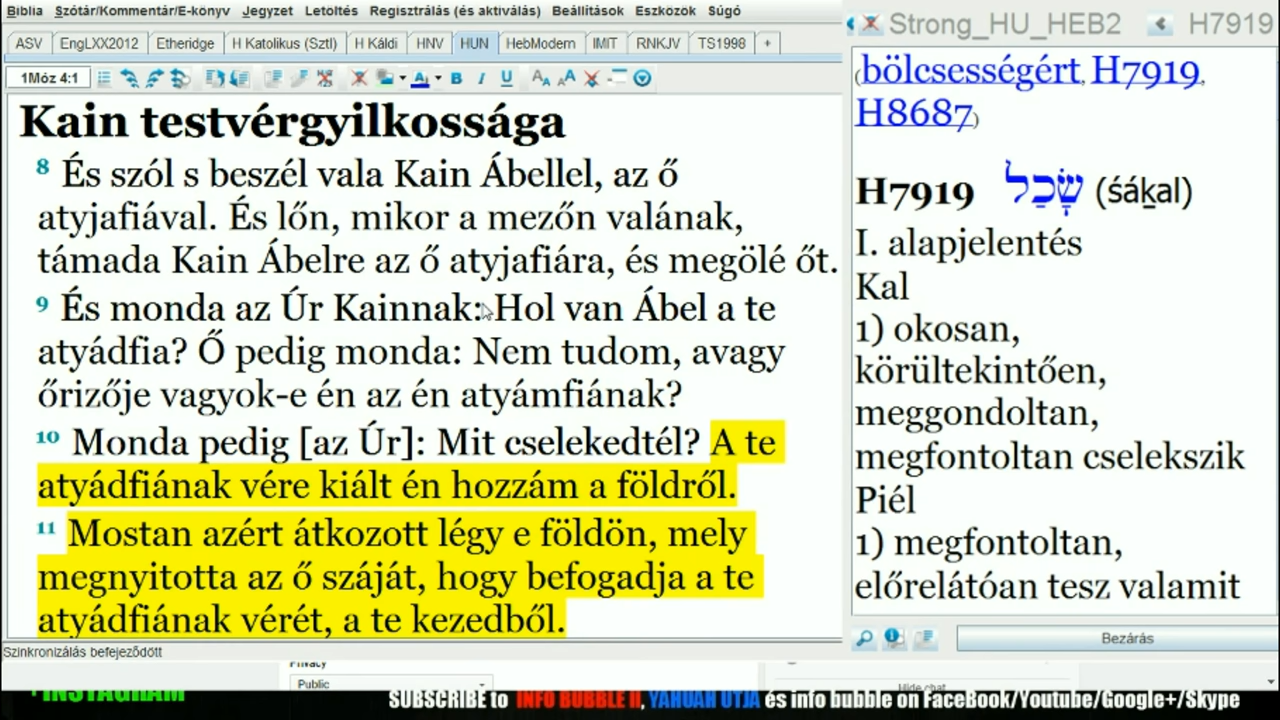 Biblia Szótár/Kommentár/E-könyv Jegyzet Letöltés Regisztrálás (és aktiválás) Beállítások Eszközök Súgó
ASV EngLXX2012 Etheridge H Katolikus (Sztl) H Káldi HNV HUN HebModern IMIT RNKJV TS1998 +
1Móz 4:1
Kain testvérgyilkossága
8 És szól s beszél vala Kain Ábellel, az ő
atyjafiával. És lőn, mikor a mezőn valának,
támada Kain Ábelre az ő atyjafiára, és megölé őt.
9 És monda az Úr Kainnak: Hol van Ábel a te
atyádfia? Ő pedig monda: Nem tudom, avagy
őrizője vagyok-e én az én atyámfiának?
10 Monda pedig [az Úr]: Mit cselekedtél? A te
atyádfiának vére kiált én hozzám a földről.
11 Mostan azért átkozott légy e földön, mely
megnyitotta az ő száját, hogy befogadja a te
atyádfiának vérét, a te kezedből.
Szinkronizálás befejeződött
Strong_HU_HEB2 H7919
(bölcsességért, H7919,
H8687)
H7919 שָׂכַל (śáḵal)
I. alapjelentés
Kal
1) okosan,
körültekintően,
meggondoltan,
megfontoltan cselekszik
Piél
1) megfontoltan,
előrelátóan tesz valamit
Bezárás
Privacy
Public
Hide chat
+INSTAGRAM
SUBSCRIBE to INFO BUBBLE II, YAHUAH UTJA és info bubble on FaceBook/Youtube/Google+/Skype